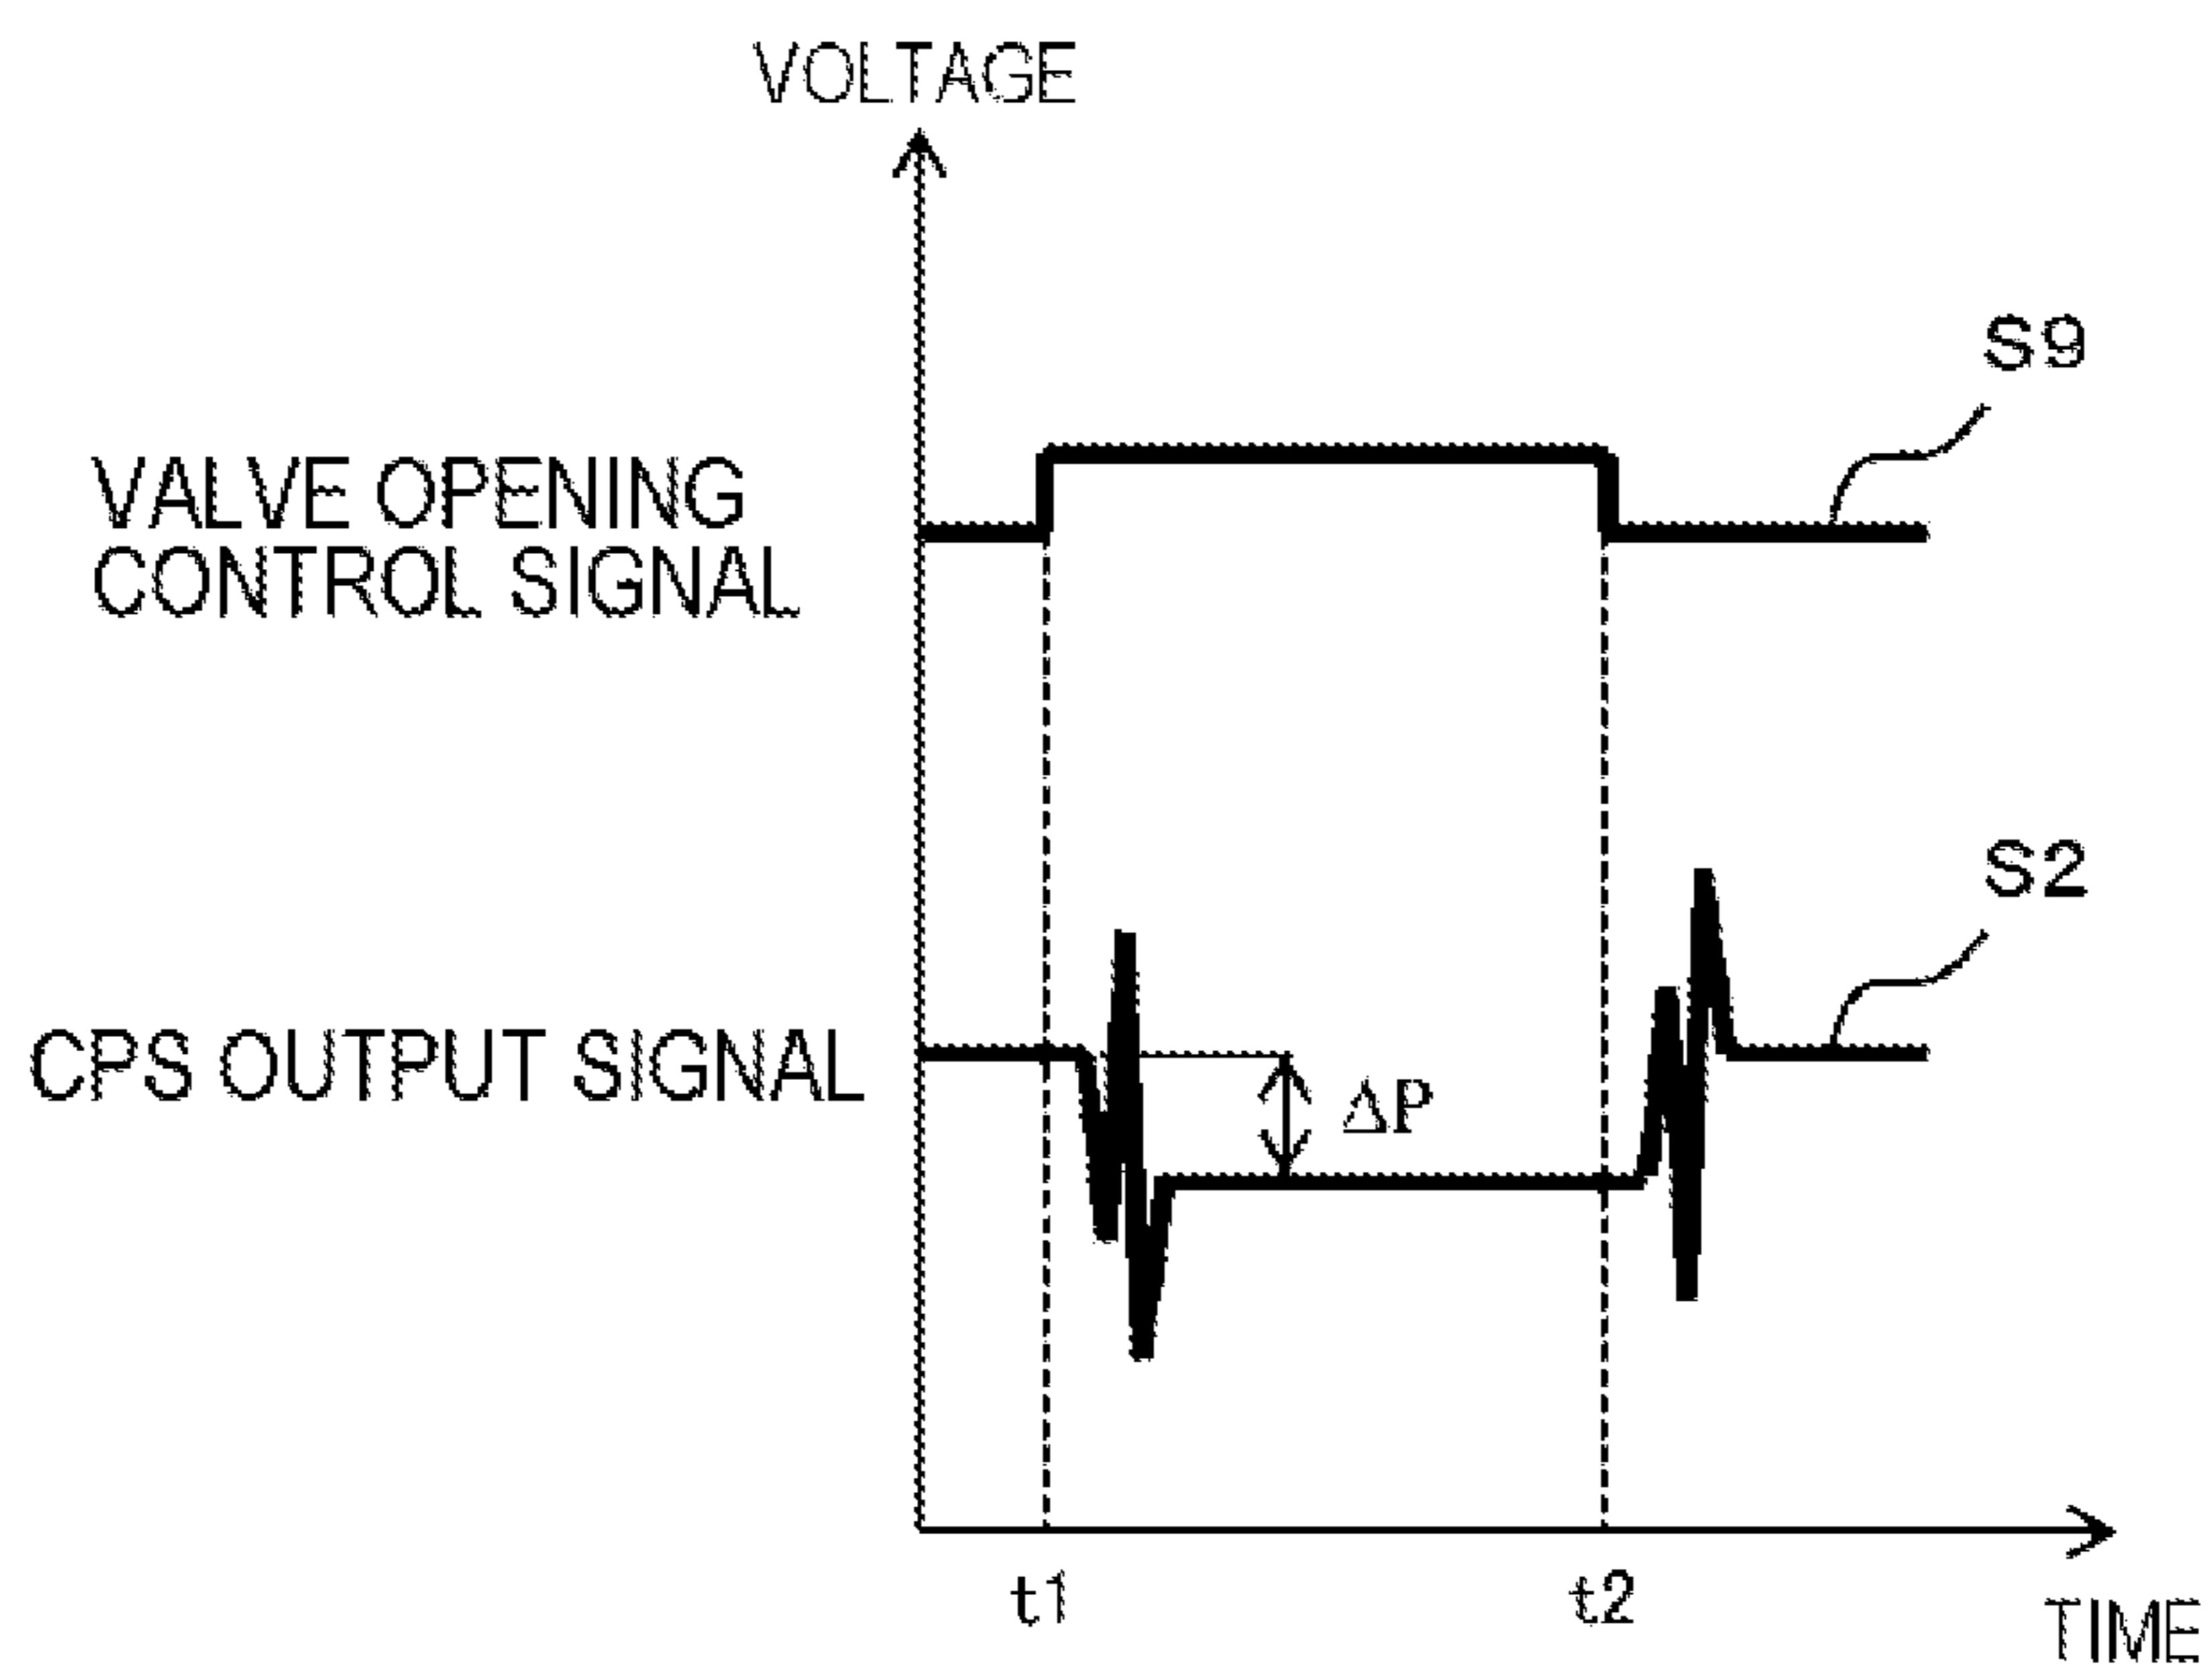 VOLTAGE
S9
VALVE OPENING
CONTROL SIGNAL
S2
CPS OUTPUT SIGNAL
ΔP
t1
t2
TIME